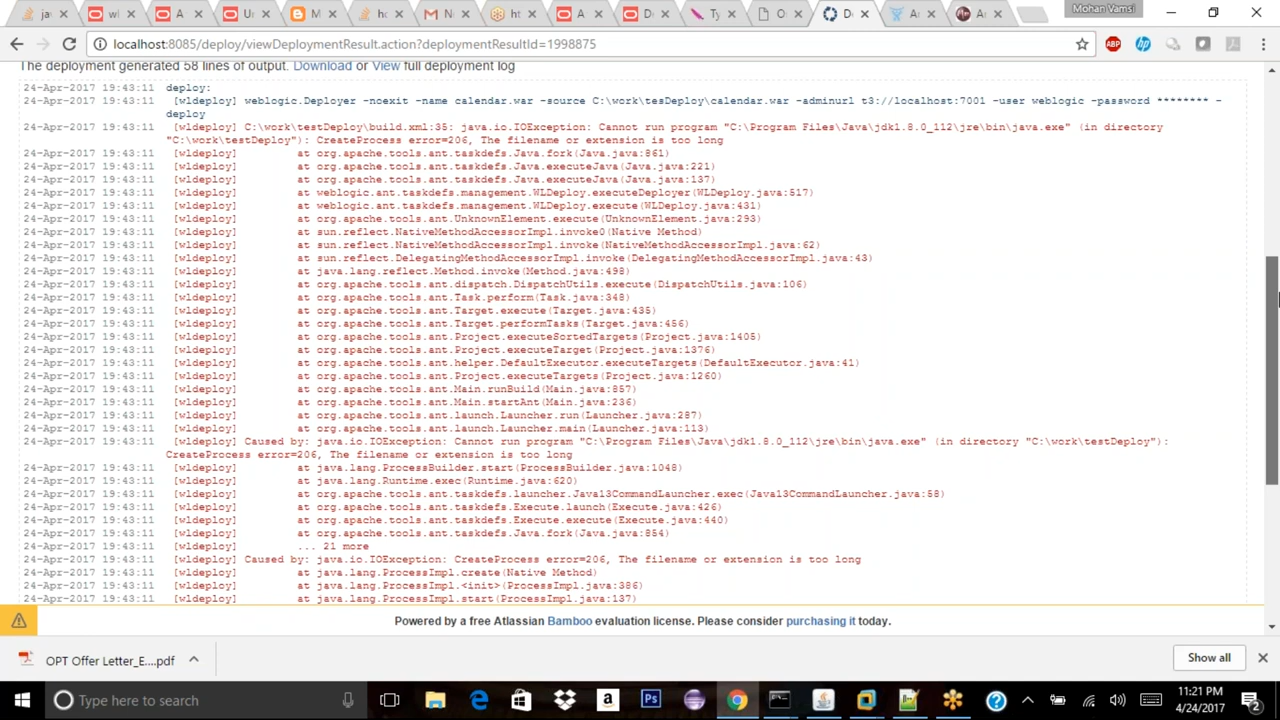 jav
wl
A
Ur
M
ho
N
ht
A
De
Ty
O
De
A
As
Mohan Vamsi
localhost:8085/deploy/viewDeploymentResult.action?deploymentResultId=1998875
ABP
The deployment generated 58 lines of output. Download or View full deployment log
24-Apr-2017 19:43:11 deploy:
24-Apr-2017 19:43:11 [wldeploy] weblogic.Deployer -noexit -name calendar.war -source C:\work\tesDeploy\calendar.war -adminurl t3://localhost:7001 -user weblogic -password ******** -
deploy
24-Apr-2017 19:43:11 [wldeploy] C:\work\testDeploy\build.xml:35: java.io.IOException: Cannot run program "C:\Program Files\Java\jdk1.8.0_112\jre\bin\java.exe" (in directory
"C:\work\testDeploy"): CreateProcess error=206, The filename or extension is too long
24-Apr-2017 19:43:11 [wldeploy] at org.apache.tools.ant.taskdefs.Java.fork(Java.java:861)
24-Apr-2017 19:43:11 [wldeploy] at org.apache.tools.ant.taskdefs.Java.executeJava(Java.java:221)
24-Apr-2017 19:43:11 [wldeploy] at org.apache.tools.ant.taskdefs.Java.executeJava(Java.java:137)
24-Apr-2017 19:43:11 [wldeploy] at weblogic.ant.taskdefs.management.WLDeploy.executeDeployer(WLDeploy.java:517)
24-Apr-2017 19:43:11 [wldeploy] at weblogic.ant.taskdefs.management.WLDeploy.execute(WLDeploy.java:431)
24-Apr-2017 19:43:11 [wldeploy] at org.apache.tools.ant.UnknownElement.execute(UnknownElement.java:293)
24-Apr-2017 19:43:11 [wldeploy] at sun.reflect.NativeMethodAccessorImpl.invoke0(Native Method)
24-Apr-2017 19:43:11 [wldeploy] at sun.reflect.NativeMethodAccessorImpl.invoke(NativeMethodAccessorImpl.java:62)
24-Apr-2017 19:43:11 [wldeploy] at sun.reflect.DelegatingMethodAccessorImpl.invoke(DelegatingMethodAccessorImpl.java:43)
24-Apr-2017 19:43:11 [wldeploy] at java.lang.reflect.Method.invoke(Method.java:498)
24-Apr-2017 19:43:11 [wldeploy] at org.apache.tools.ant.dispatch.DispatchUtils.execute(DispatchUtils.java:106)
24-Apr-2017 19:43:11 [wldeploy] at org.apache.tools.ant.Task.perform(Task.java:348)
24-Apr-2017 19:43:11 [wldeploy] at org.apache.tools.ant.Target.execute(Target.java:435)
24-Apr-2017 19:43:11 [wldeploy] at org.apache.tools.ant.Target.performTasks(Target.java:456)
24-Apr-2017 19:43:11 [wldeploy] at org.apache.tools.ant.Project.executeSortedTargets(Project.java:1405)
24-Apr-2017 19:43:11 [wldeploy] at org.apache.tools.ant.Project.executeTarget(Project.java:1376)
24-Apr-2017 19:43:11 [wldeploy] at org.apache.tools.ant.helper.DefaultExecutor.executeTargets(DefaultExecutor.java:41)
24-Apr-2017 19:43:11 [wldeploy] at org.apache.tools.ant.Project.executeTargets(Project.java:1260)
24-Apr-2017 19:43:11 [wldeploy] at org.apache.tools.ant.Main.runBuild(Main.java:857)
24-Apr-2017 19:43:11 [wldeploy] at org.apache.tools.ant.Main.startAnt(Main.java:236)
24-Apr-2017 19:43:11 [wldeploy] at org.apache.tools.ant.launch.Launcher.run(Launcher.java:287)
24-Apr-2017 19:43:11 [wldeploy] at org.apache.tools.ant.launch.Launcher.main(Launcher.java:113)
24-Apr-2017 19:43:11 [wldeploy] Caused by: java.io.IOException: Cannot run program "C:\Program Files\Java\jdk1.8.0_112\jre\bin\java.exe" (in directory "C:\work\testDeploy"):
CreateProcess error=206, The filename or extension is too long
24-Apr-2017 19:43:11 [wldeploy] at java.lang.ProcessBuilder.start(ProcessBuilder.java:1048)
24-Apr-2017 19:43:11 [wldeploy] at java.lang.Runtime.exec(Runtime.java:620)
24-Apr-2017 19:43:11 [wldeploy] at org.apache.tools.ant.taskdefs.launcher.Java13CommandLauncher.exec(Java13CommandLauncher.java:58)
24-Apr-2017 19:43:11 [wldeploy] at org.apache.tools.ant.taskdefs.Execute.launch(Execute.java:426)
24-Apr-2017 19:43:11 [wldeploy] at org.apache.tools.ant.taskdefs.Execute.execute(Execute.java:440)
24-Apr-2017 19:43:11 [wldeploy] at org.apache.tools.ant.taskdefs.Java.fork(Java.java:854)
24-Apr-2017 19:43:11 [wldeploy] ... 21 more
24-Apr-2017 19:43:11 [wldeploy] Caused by: java.io.IOException: CreateProcess error=206, The filename or extension is too long
24-Apr-2017 19:43:11 [wldeploy] at java.lang.ProcessImpl.create(Native Method)
24-Apr-2017 19:43:11 [wldeploy] at java.lang.ProcessImpl.<init>(ProcessImpl.java:386)
24-Apr-2017 19:43:11 [wldeploy] at java.lang.ProcessImpl.start(ProcessImpl.java:137)
Powered by a free Atlassian Bamboo evaluation license. Please consider purchasing it today.
OPT Offer Letter_E....pdf
Show all
Type here to search
11:21 PM
4/24/2017
2